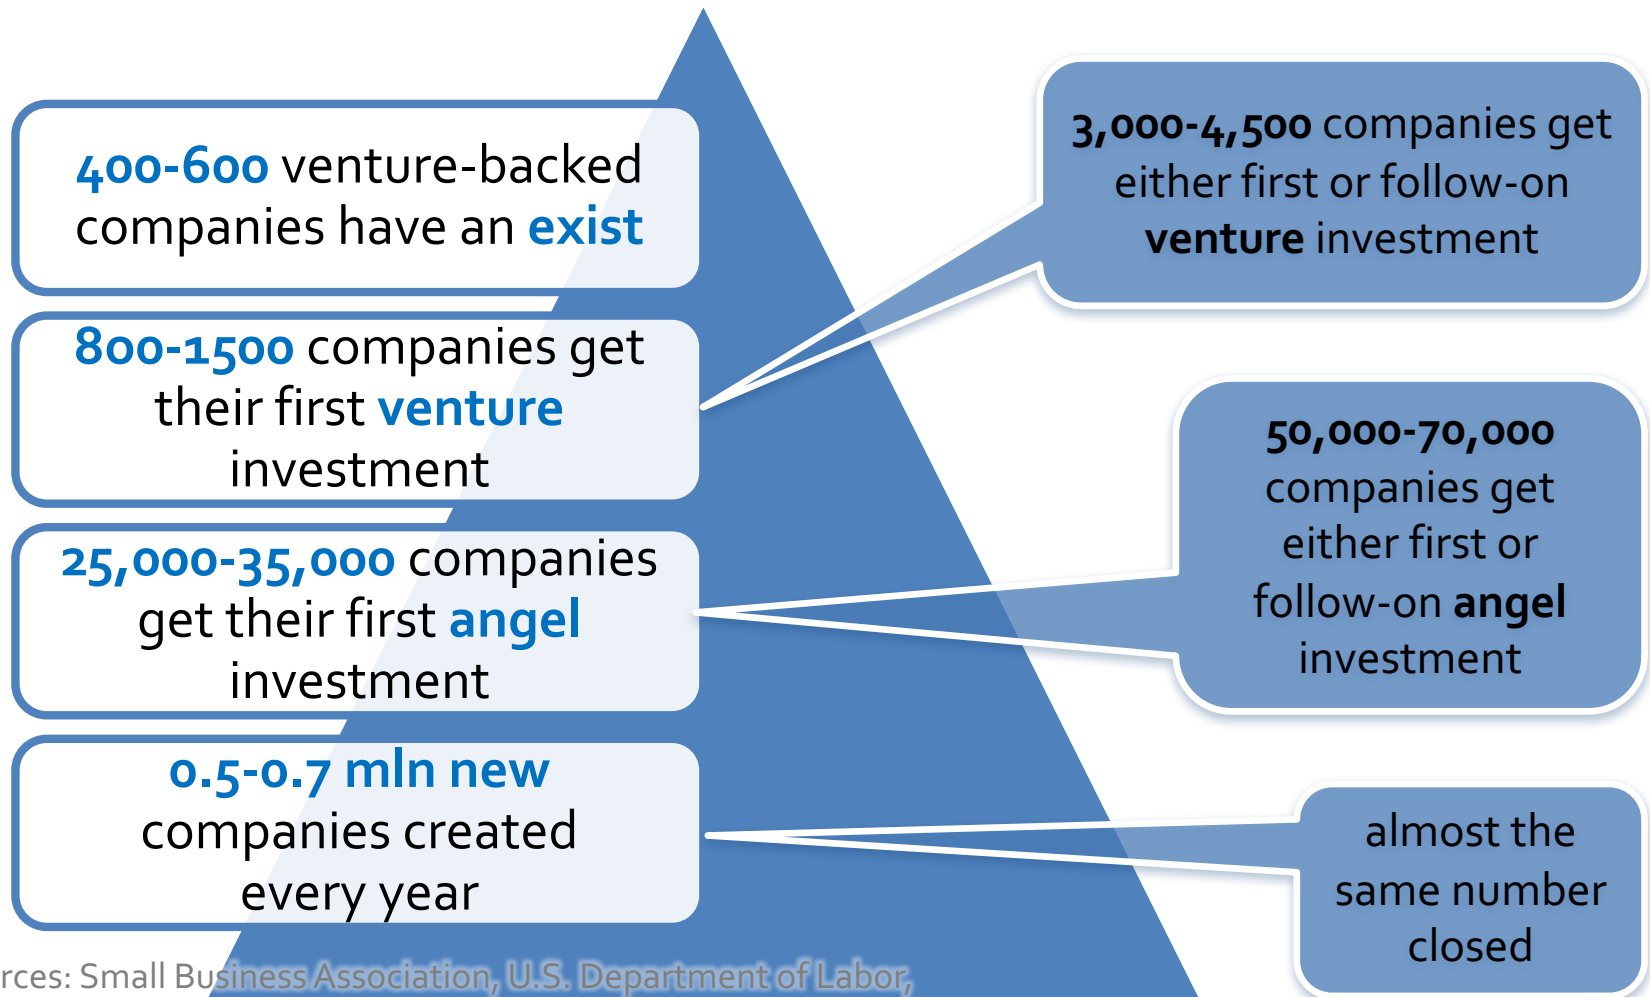 400-600 venture-backed
companies have an exist
800-1500 companies get
their first venture
investment
25,000-35,000 companies
get their first angel
investment
0.5-0.7 mln new
companies created
every year
3,000-4,500 companies get
either first or follow-on
venture investment
50,000-70,000
companies get
either first or
follow-on angel
investment
almost the
same number
closed
rces: Small Business Association, U.S. Department of Labor,